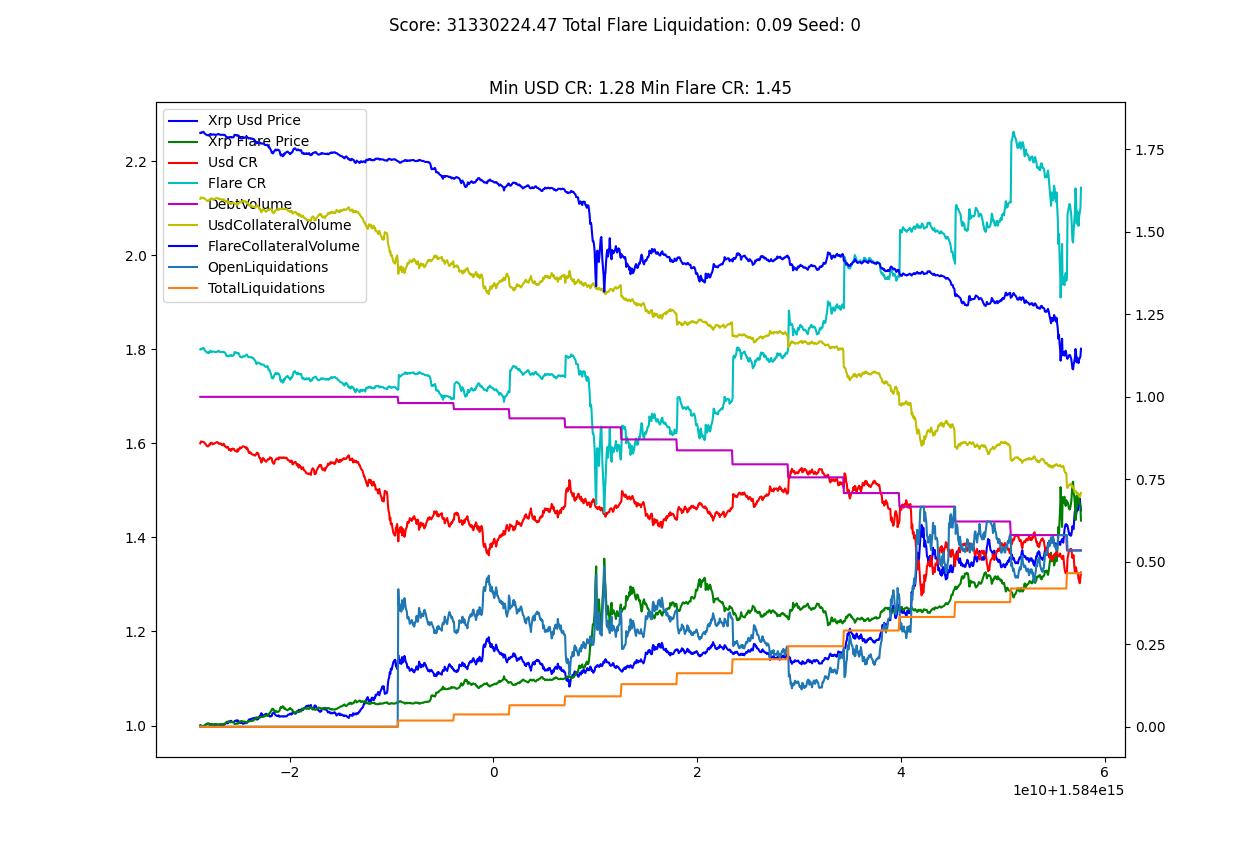 Score: 31330224.47 Total Flare Liquidation: 0.09 Seed: 0
Min USD CR: 1.28 Min Flare CR: 1.45
Xrp Usd Price
Xrp Flare Price
Usd CR
Flare CR
DebtVolume
UsdCollateralVolume
FlareCollateralVolume
OpenLiquidations
TotalLiquidations
2.2
2.0
1.8
1.6
1.4
1.2
1.0
1.75
1.50
1.25
1.00
0.75
0.50
0.25
0.00
−2
0
2
4
6
1e10+1.584e15